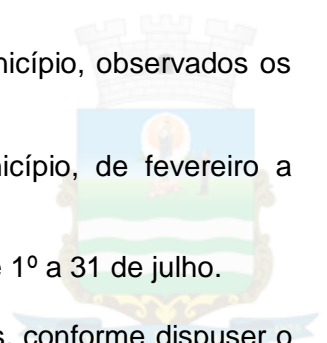 nicípio, observados os
nicípio, de fevereiro a
1º a 31 de julho.
s, conforme dispuser o